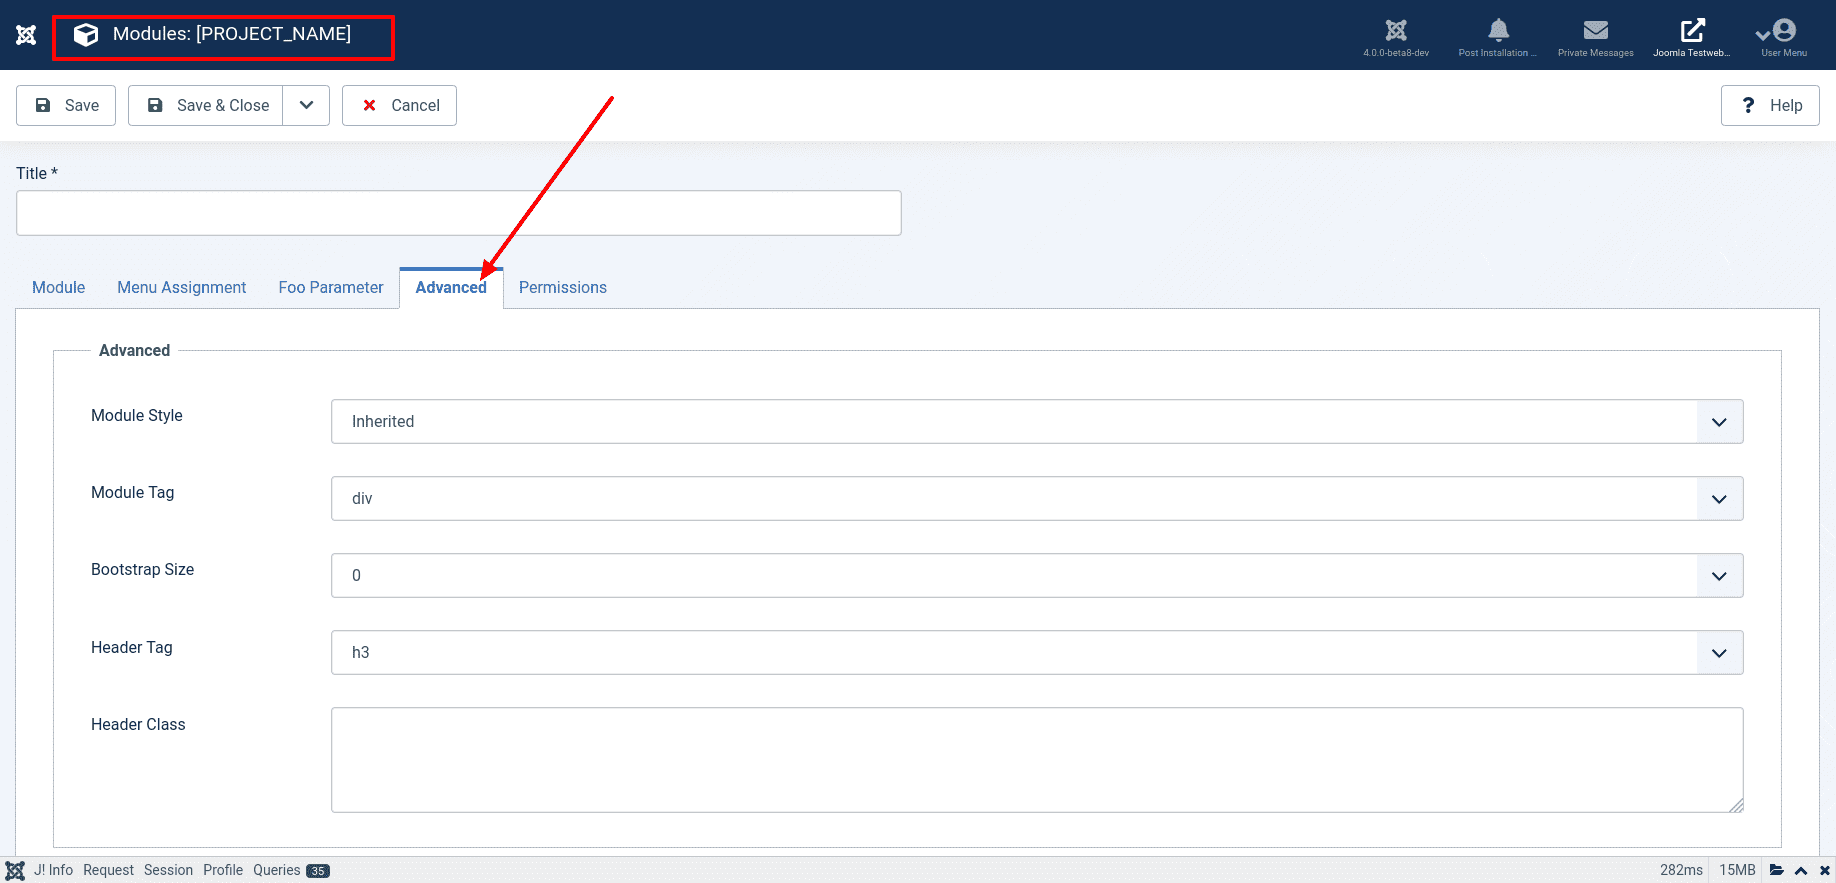 Modules: [PROJECT_NAME]
4.0.0-beta8-dev
Post Installation ...
Private Messages
Joomla Testweb...
User Menu
Save
Save & Close
Cancel
? Help
Title *
Module
Menu Assignment
Foo Parameter
Advanced
Permissions
Advanced
Module Style
Inherited
Module Tag
div
Bootstrap Size
0
Header Tag
h3
Header Class
J! Info Request Session Profile Queries 35
282ms 15MB